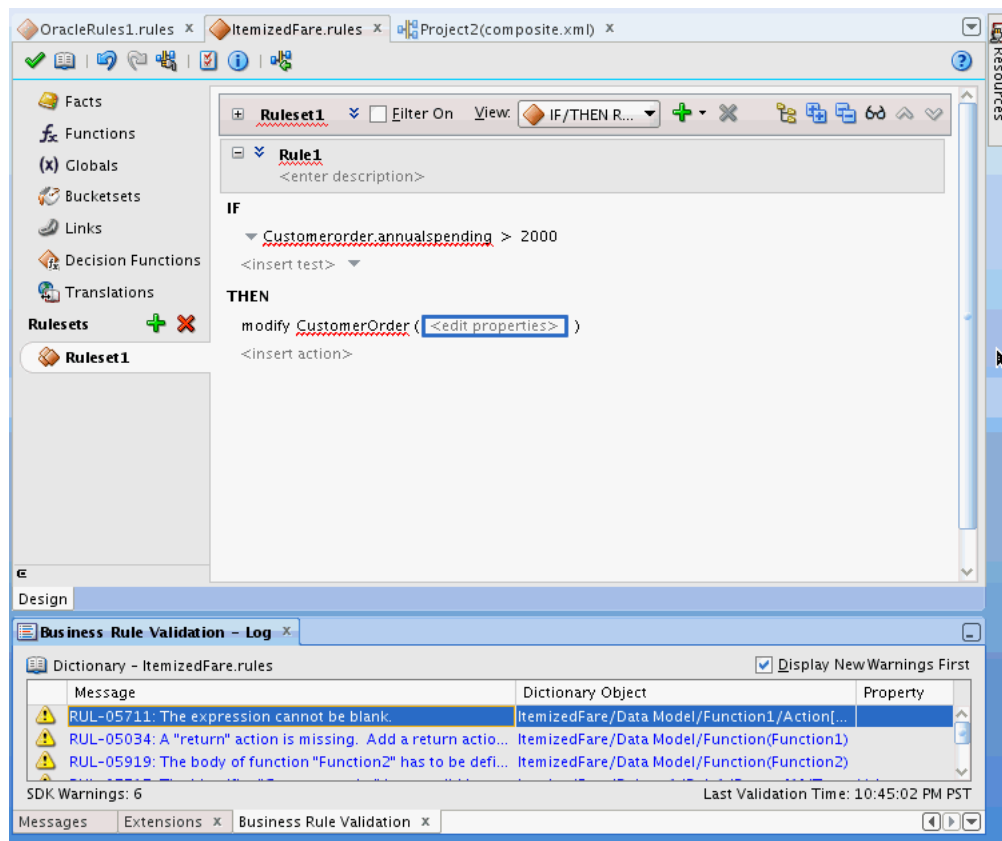 OracleRules1.rules x ItemizedFare.rules x Project2(composite.xml) x
Resources
Facts
Functions
Globals
Bucketsets
Links
Decision Functions
Translations
Rulesets
Ruleset1
Ruleset1 Filter On View: IF/THEN R...
Rule1
<enter description>
IF
Customerorder.annualspending > 2000
<insert test>
THEN
modify CustomerOrder ( <edit properties> )
<insert action>
Design
Business Rule Validation - Log x
Dictionary - ItemizedFare.rules Display New Warnings First
Message Dictionary Object Property
RUL-05711: The expression cannot be blank. ItemizedFare/Data Model/Function1/Action[...
RUL-05034: A "return" action is missing. Add a return actio... ItemizedFare/Data Model/Function(Function1)
RUL-05919: The body of function "Function2" has to be defi... ItemizedFare/Data Model/Function(Function2)
SDK Warnings: 6 Last Validation Time: 10:45:02 PM PST
Messages Extensions x Business Rule Validation x